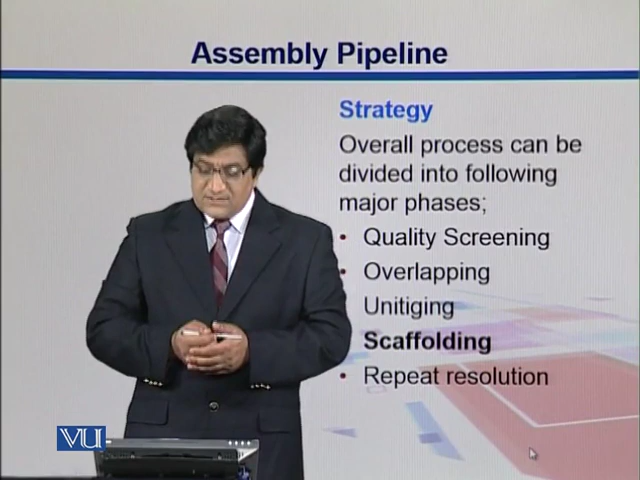 Assembly Pipeline
Strategy
Overall process can be
divided into following
major phases;
• Quality Screening
• Overlapping
Unitiging
Scaffolding
• Repeat resolution
VU